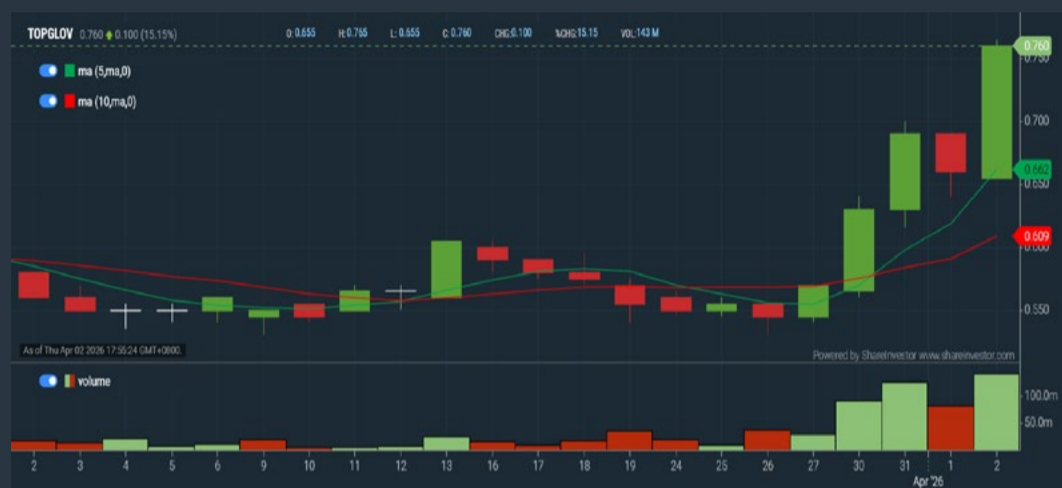 TOPGLOV 0.760 0.100 (15.15%) O: 0.655 H: 0.765 L: 0.655 C: 0.760 CHG:0.100 %CHG:15.15 VOL:143 M
0.760
0.750
ma (5,ma,0)
ma (10,ma,0)
0.700
0.662
0.650
0.609
0.600
0.550
As of Thu Apr 02 2026 17:55:24 GMT+0800.
Powered by ShareInvestor www.shareinvestor.com
volume
100.0m
50.0m
2 3 4 5 6 9 10 11 12 13 16 17 18 19 24 25 26 27 30 31 1 2
Apr '26